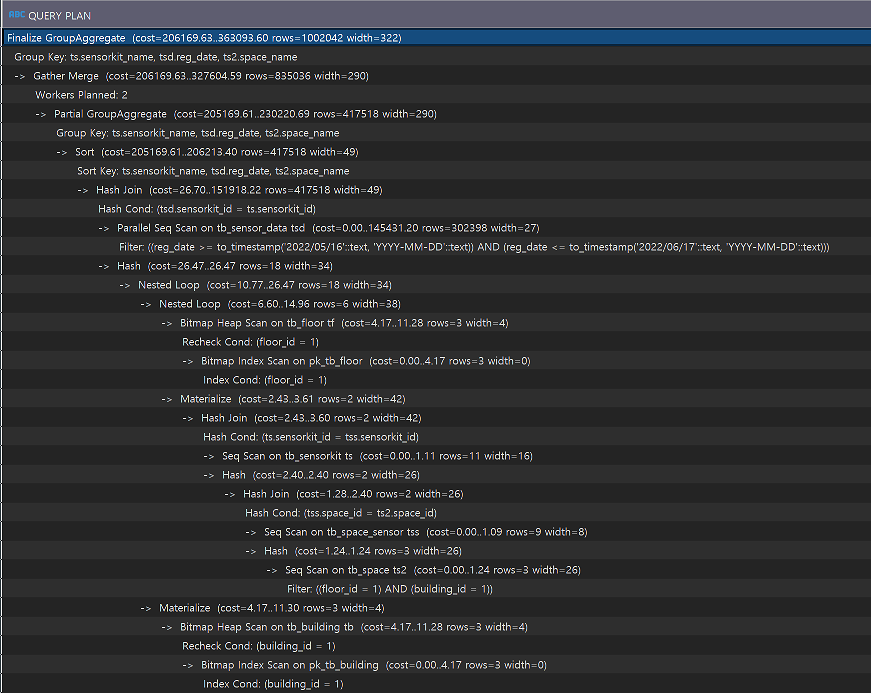 ABC QUERY PLAN
Finalize GroupAggregate (cost=206169.63..363093.60 rows=1002042 width=322)
Group Key: ts.sensorkit_name, tsd.reg_date, ts2.space_name
-> Gather Merge (cost=206169.63..327604.59 rows=835036 width=290)
Workers Planned: 2
-> Partial GroupAggregate (cost=205169.61..230220.69 rows=417518 width=290)
Group Key: ts.sensorkit_name, tsd.reg_date, ts2.space_name
-> Sort (cost=205169.61..206213.40 rows=417518 width=49)
Sort Key: ts.sensorkit_name, tsd.reg_date, ts2.space_name
-> Hash Join (cost=26.70..151918.22 rows=417518 width=49)
Hash Cond: (tsd.sensorkit_id = ts.sensorkit_id)
-> Parallel Seq Scan on tb_sensor_data tsd (cost=0.00..145431.20 rows=302398 width=27)
Filter: ((reg_date >= to_timestamp('2022/05/16'::text, 'YYYY-MM-DD'::text)) AND (reg_date <= to_timestamp('2022/06/17'::text, 'YYYY-MM-DD'::text)))
-> Hash (cost=26.47..26.47 rows=18 width=34)
-> Nested Loop (cost=10.77..26.47 rows=18 width=34)
-> Nested Loop (cost=6.60..14.96 rows=6 width=38)
-> Bitmap Heap Scan on tb_floor tf (cost=4.17..11.28 rows=3 width=4)
Recheck Cond: (floor_id = 1)
-> Bitmap Index Scan on pk_tb_floor (cost=0.00..4.17 rows=3 width=0)
Index Cond: (floor_id = 1)
-> Materialize (cost=2.43..3.61 rows=2 width=42)
-> Hash Join (cost=2.43..3.60 rows=2 width=42)
Hash Cond: (ts.sensorkit_id = tss.sensorkit_id)
-> Seq Scan on tb_sensorkit ts (cost=0.00..1.11 rows=11 width=16)
-> Hash (cost=2.40..2.40 rows=2 width=26)
-> Hash Join (cost=1.28..2.40 rows=2 width=26)
Hash Cond: (tss.space_id = ts2.space_id)
-> Seq Scan on tb_space_sensor tss (cost=0.00..1.09 rows=9 width=8)
-> Hash (cost=1.24..1.24 rows=3 width=26)
-> Seq Scan on tb_space ts2 (cost=0.00..1.24 rows=3 width=26)
Filter: ((floor_id = 1) AND (building_id = 1))
-> Materialize (cost=4.17..11.30 rows=3 width=4)
-> Bitmap Heap Scan on tb_building tb (cost=4.17..11.28 rows=3 width=4)
Recheck Cond: (building_id = 1)
-> Bitmap Index Scan on pk_tb_building (cost=0.00..4.17 rows=3 width=0)
Index Cond: (building_id = 1)